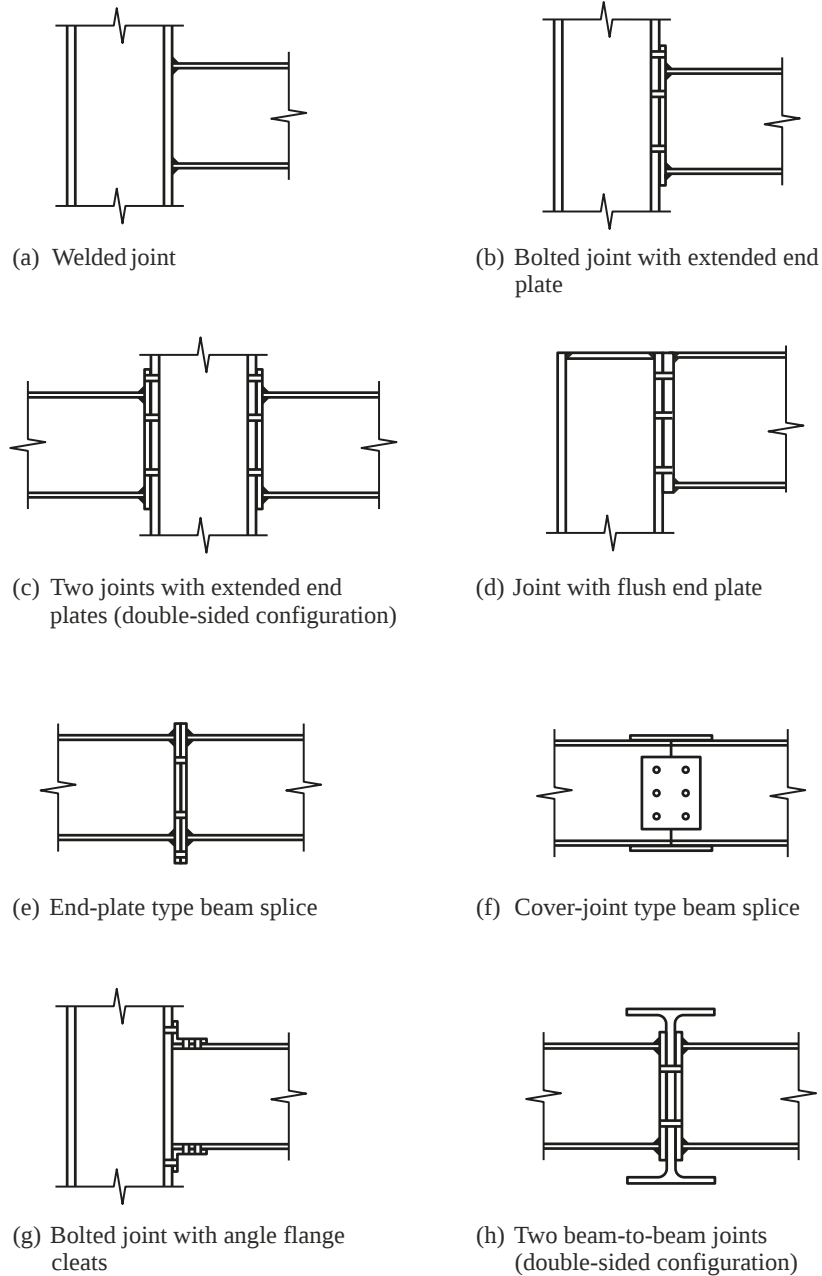 (a) Welded joint
(b) Bolted joint with extended end
plate
(c) Two joints with extended end
plates (double-sided configuration)
(d) Joint with flush end plate
(e) End-plate type beam splice
(f) Cover-joint type beam splice
(g) Bolted joint with angle flange
cleats
(h) Two beam-to-beam joints
(double-sided configuration)